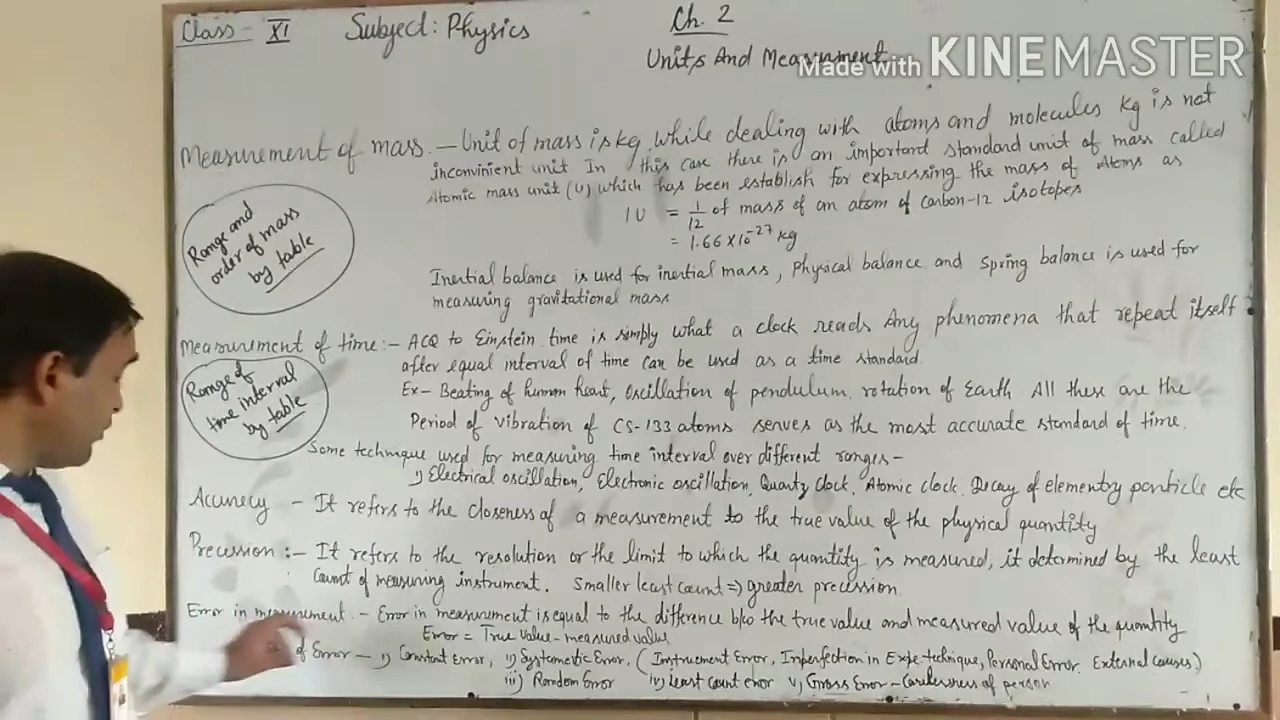 Class - XI Subject: Physics Ch. 2
Units And Measurment
Made with KINEMASTER
Measurement of mass. - Unit of mass is kg while dealing with atoms and molecules kg is not
inconvinient unit In this case there is an important standard unit of mass called
Atomic mass unit (U) which has been establish for expressing the mass of Atoms as
1U = 1/12 of mass of an atom of carbon-12 isotopes
= 1.66 x 10^-27 kg
Range and
order of mass
by table
Inertial balance is used for inertial mass, Physical balance and Spring balance is used for
measuring gravitational mass
Measurment of time:- ACQ to Einstein time is simply what a clock reads Any phenomena that repeat itself
after equal interval of time can be used as a time standard.
Range of
time interval
by table
Ex- Beating of human heart, Oscillation of pendulum, rotation of Earth All these are the
Period of vibration of CS-133 atoms serves as the most accurate standard of time.
Some technique used for measuring time interval over different ranges-
i) Electrical oscillation, Electronic oscillation, Quartz clock, Atomic clock, Decay of elementry particle etc
Accurecy - It refers to the closeness of a measurement to the true value of the physical quantity
Precession :- It refers to the resolution or the limit to which the quantity is measured, it determined by the least
Count of measuring instrument. Smaller least count => greater precession
Error in measurment. - Error in measurment is equal to the difference b/w the true value and measured value of the quantity
Error = True value - measured value
of Error - i) Constant Error, ii) Systemetic Error, (Instruement Error, Inperfection in Expe technique, Personal Error. External causes)
iii) Random Error iv) Least Count error v) Gross Error - Carelessness of person